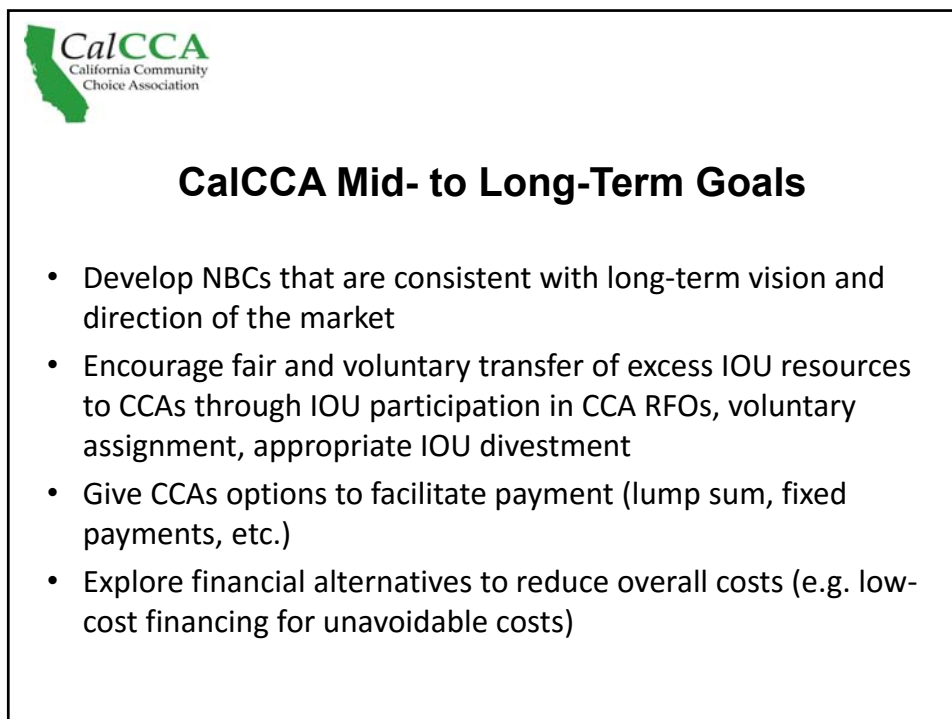 CalCCA
California Community
Choice Association
CalCCA Mid- to Long-Term Goals
• Develop NBCs that are consistent with long-term vision and
direction of the market
• Encourage fair and voluntary transfer of excess IOU resources
to CCAs through IOU participation in CCA RFOs, voluntary
assignment, appropriate IOU divestment
• Give CCAs options to facilitate payment (lump sum, fixed
payments, etc.)
• Explore financial alternatives to reduce overall costs (e.g. low-
cost financing for unavoidable costs)